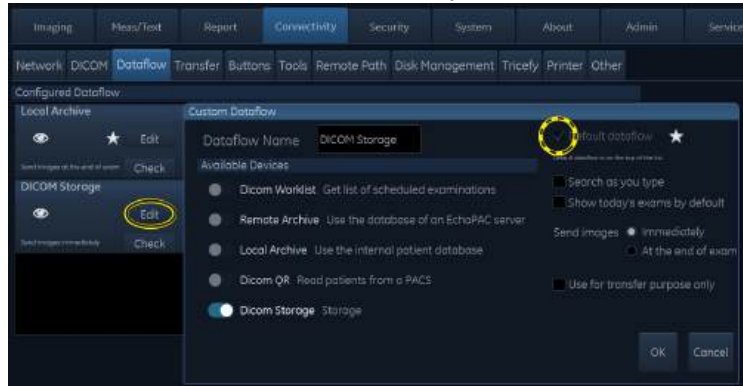 Imaging Meas/Text Report Connectivity Security System About Admin Service
Network DICOM Dataflow Transfer Buttons Tools Remote Path Disk Management Tricefy Printer Other
Configured Dataflow
Local Archive
Edit
Send images at the end of exam Check
DICOM Storage
Edit
Send images immediately Check
Custom Dataflow
Dataflow Name DICOM Storage
Available Devices
Dicom Worklist Get list of scheduled examinations
Remote Archive Use the database of an EchoPAC server
Local Archive Use the internal patient database
Dicom QR Read patients from a PACS
Dicom Storage Storage
Default dataflow
Search as you type
Show today's exams by default
Send images Immediately
At the end of exam
Use for transfer purpose only
OK Cancel